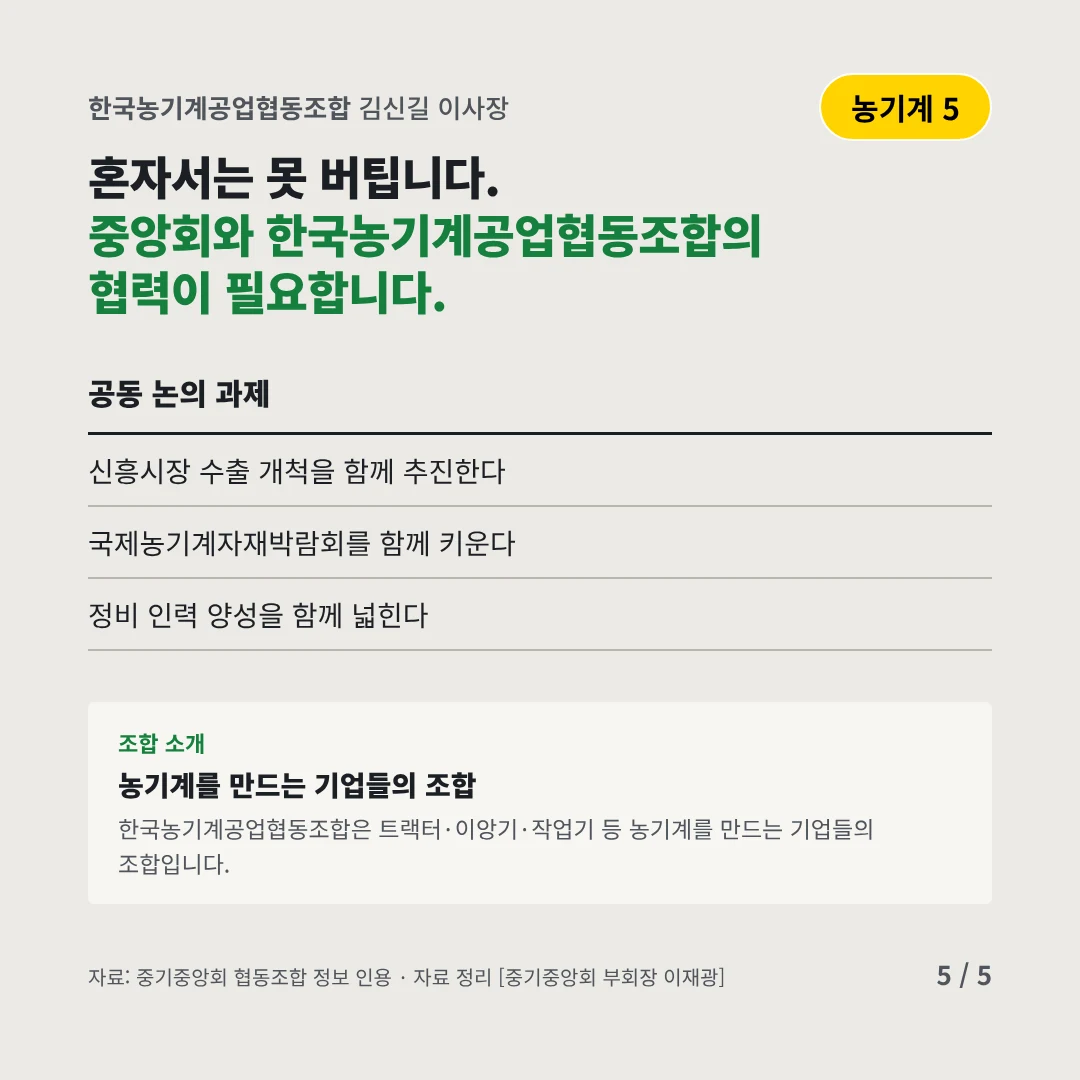 한국농기계공업협동조합 김신길 이사장
농기계 5
혼자서는 못 버팁니다.
중앙회와 한국농기계공업협동조합의
협력이 필요합니다.
공동 논의 과제
신흥시장 수출 개척을 함께 추진한다
국제농기계자재박람회를 함께 키운다
정비 인력 양성을 함께 넓힌다
조합 소개
농기계를 만드는 기업들의 조합
한국농기계공업협동조합은 트랙터·이앙기·작업기 등 농기계를 만드는 기업들의
조합입니다.
자료: 중기중앙회 협동조합 정보 인용 · 자료 정리 [중기중앙회 부회장 이재광]
5 / 5